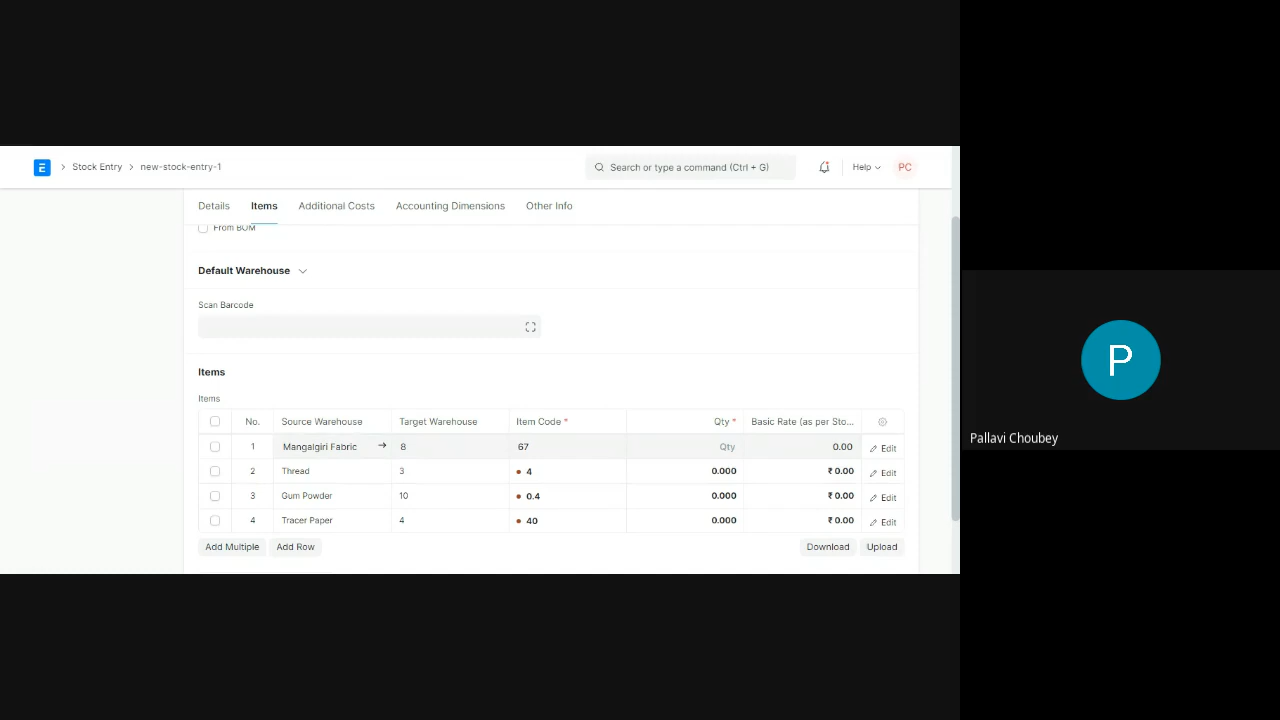 E > Stock Entry > new-stock-entry-1 Search or type a command (Ctrl + G) Help PC
Details Items Additional Costs Accounting Dimensions Other Info
From BOM
Default Warehouse
Scan Barcode
Items
Items
No. Source Warehouse Target Warehouse Item Code * Qty * Basic Rate (as per Sto...
1 Mangalgiri Fabric → 8 67 Qty 0.00 Edit
2 Thread 3 4 0.000 ₹ 0.00 Edit
3 Gum Powder 10 0.4 0.000 ₹ 0.00 Edit
4 Tracer Paper 4 40 0.000 ₹ 0.00 Edit
Add Multiple Add Row Download Upload
P
Pallavi Choubey